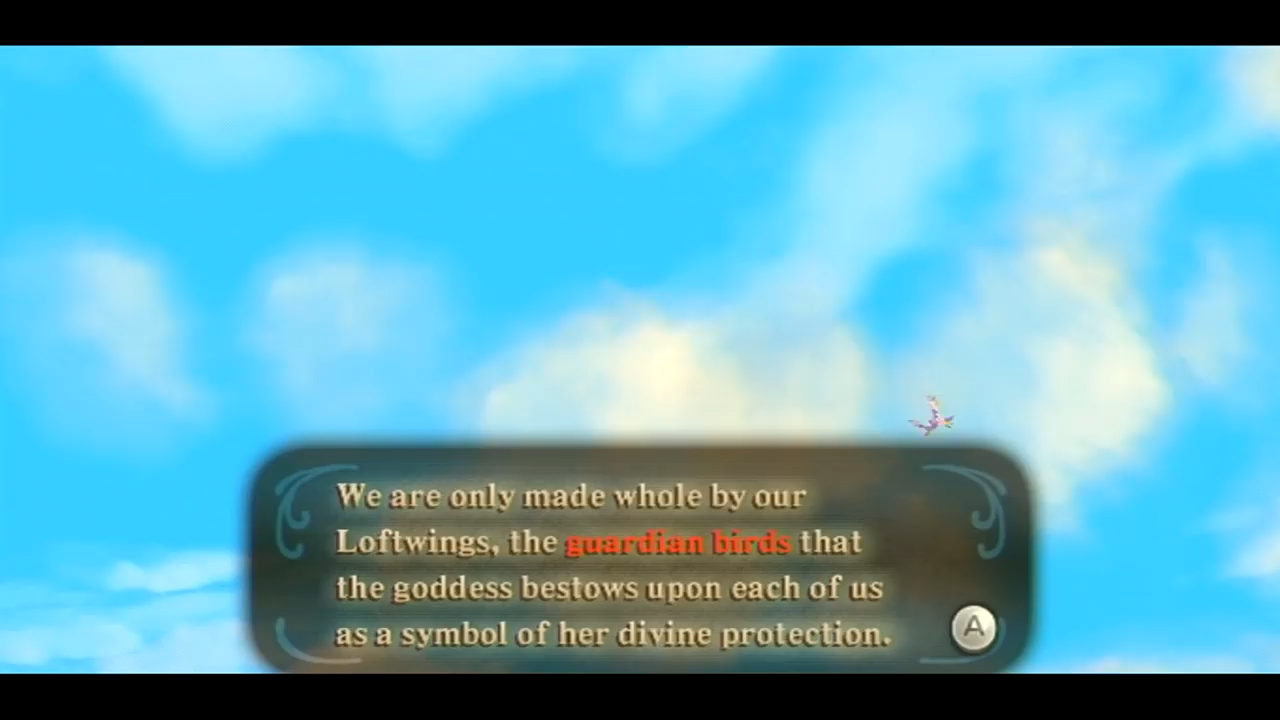 We are only made whole by our
Loftwings, the guardian birds that
the goddess bestows upon each of us
as a symbol of her divine protection.
A